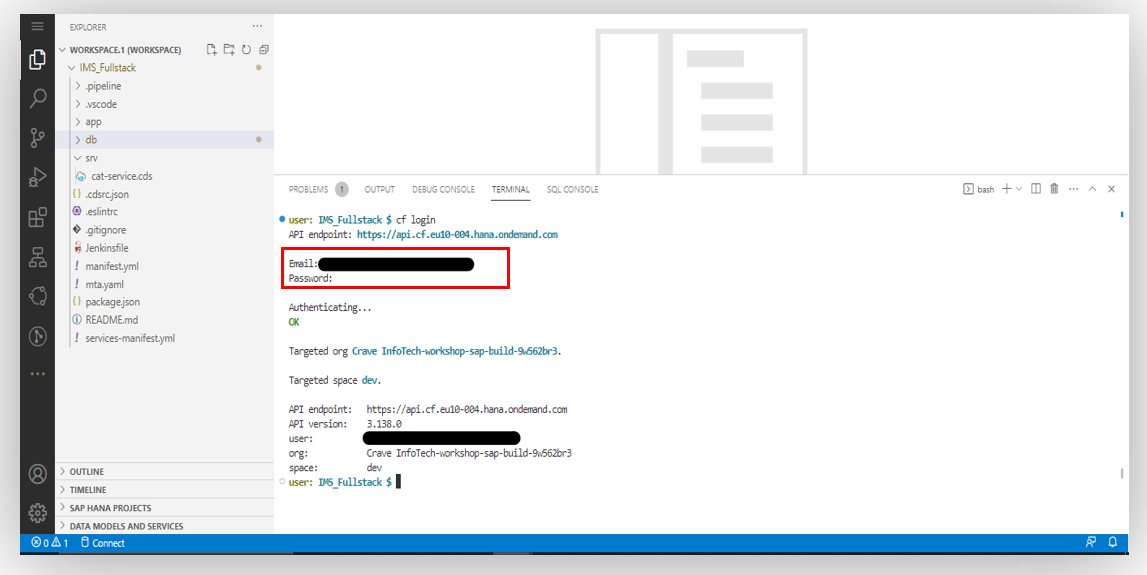 EXPLORER
WORKSPACE.1 (WORKSPACE)
IMS_Fullstack
.pipeline
.vscode
app
db
srv
cat-service.cds
{} .cdsrc.json
.eslintrc
.gitignore
Jenkinsfile
! manifest.yml
! mta.yaml
{} package.json
README.md
! services-manifest.yml
OUTLINE
TIMELINE
SAP HANA PROJECTS
DATA MODELS AND SERVICES
PROBLEMS 1 OUTPUT DEBUG CONSOLE TERMINAL SQL CONSOLE bash
user: IMS_Fullstack $ cf login
API endpoint: https://api.cf.eu10-004.hana.ondemand.com
Email:
Password:
Authenticating...
OK
Targeted org Crave InfoTech-workshop-sap-build-9w562br3.
Targeted space dev.
API endpoint: https://api.cf.eu10-004.hana.ondemand.com
API version: 3.138.0
user:
org: Crave InfoTech-workshop-sap-build-9w562br3
space: dev
user: IMS_Fullstack $
0 1 Connect